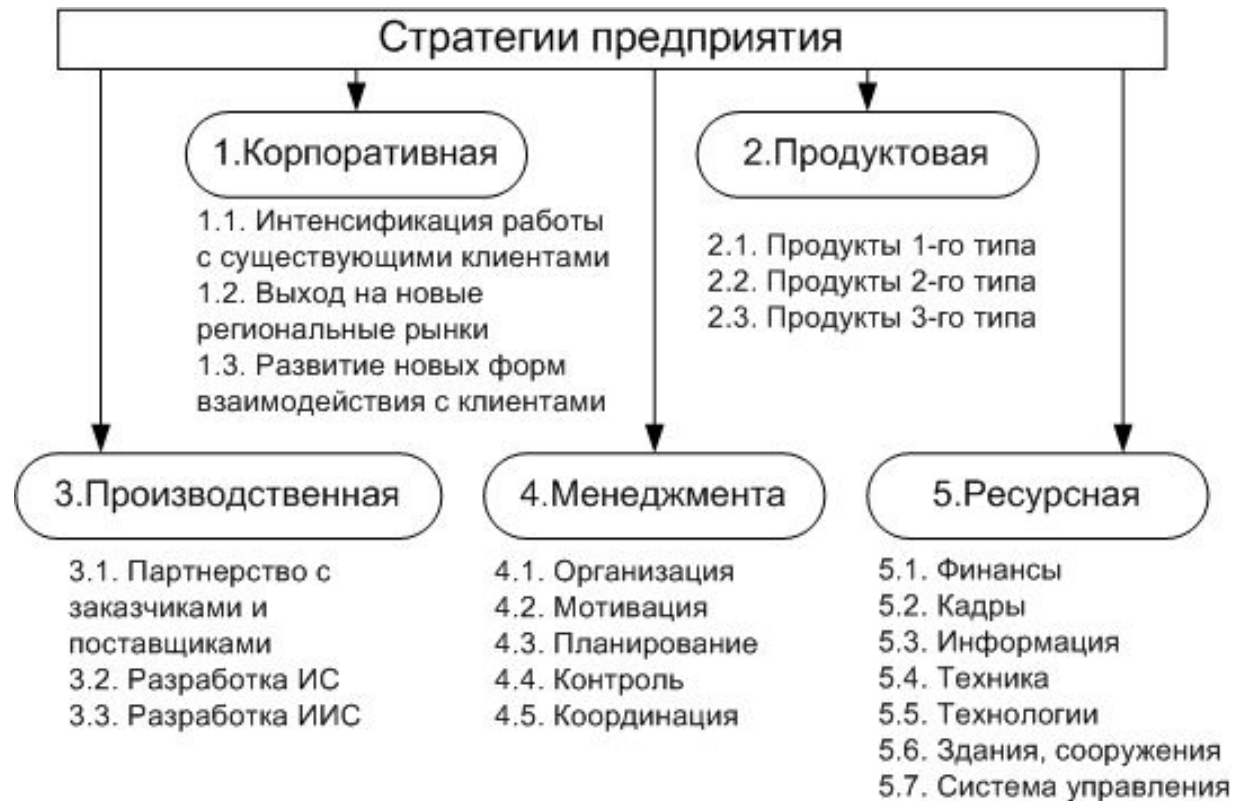 Стратегии предприятия
1.Корпоративная
1.1. Интенсификация работы
с существующими клиентами
1.2. Выход на новые
региональные рынки
1.3. Развитие новых форм
взаимодействия с клиентами
2.Продуктовая
2.1. Продукты 1-го типа
2.2. Продукты 2-го типа
2.3. Продукты 3-го типа
3.Производственная
3.1. Партнерство с
заказчиками и
поставщиками
3.2. Разработка ИС
3.3. Разработка ИИС
4.Менеджмента
4.1. Организация
4.2. Мотивация
4.3. Планирование
4.4. Контроль
4.5. Координация
5.Ресурсная
5.1. Финансы
5.2. Кадры
5.3. Информация
5.4. Техника
5.5. Технологии
5.6. Здания, сооружения
5.7. Система управления